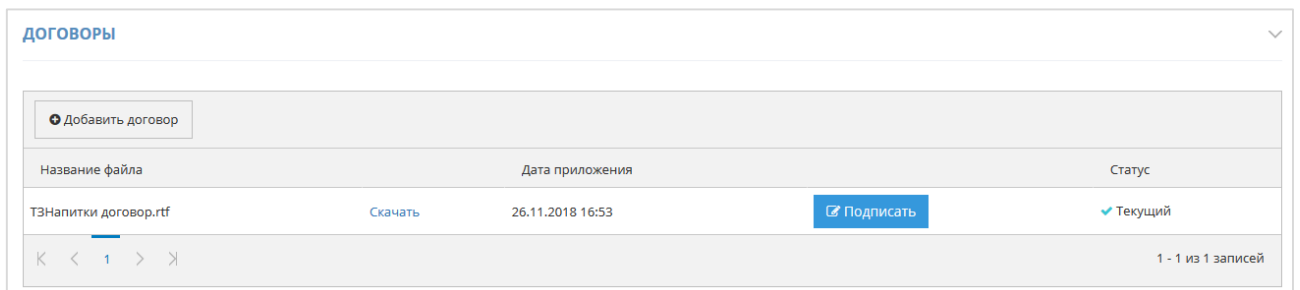 ДОГОВОРЫ
Добавить договор
Название файла Дата приложения Статус
ТЗНапитки договор.rtf Скачать 26.11.2018 16:53 Подписать Текущий
1 1 - 1 из 1 записей